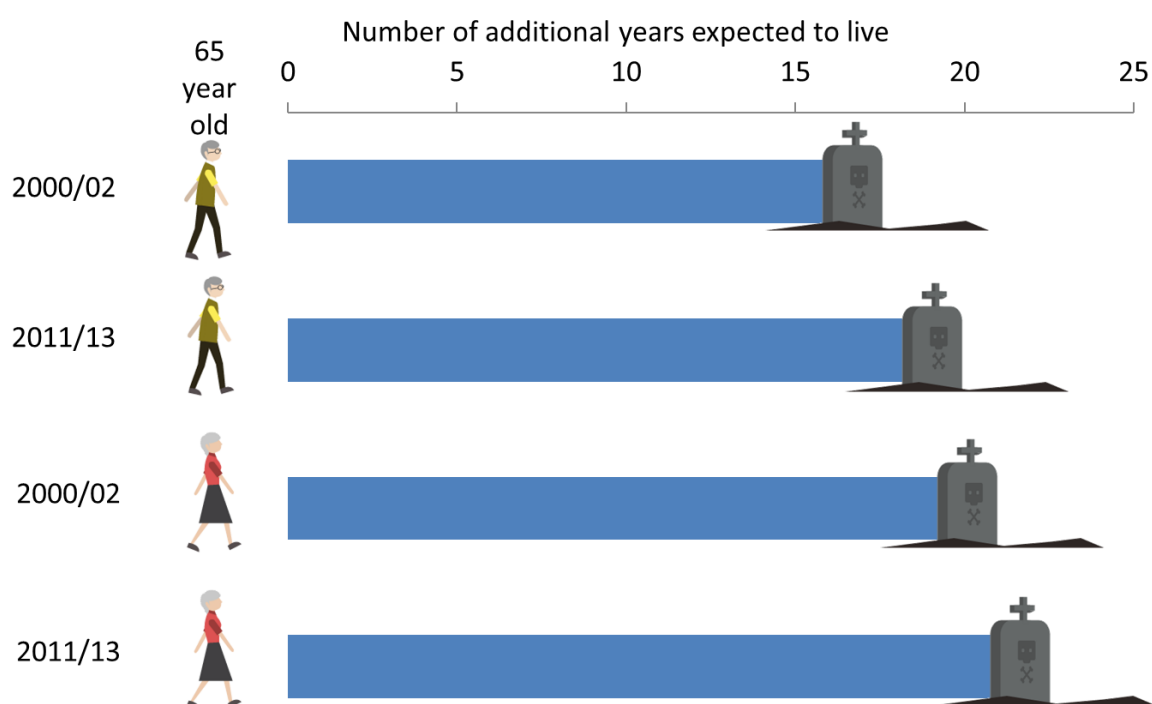 Number of additional years expected to live
65
year
old
0 5 10 15 20 25
2000/02
2011/13
2000/02
2011/13